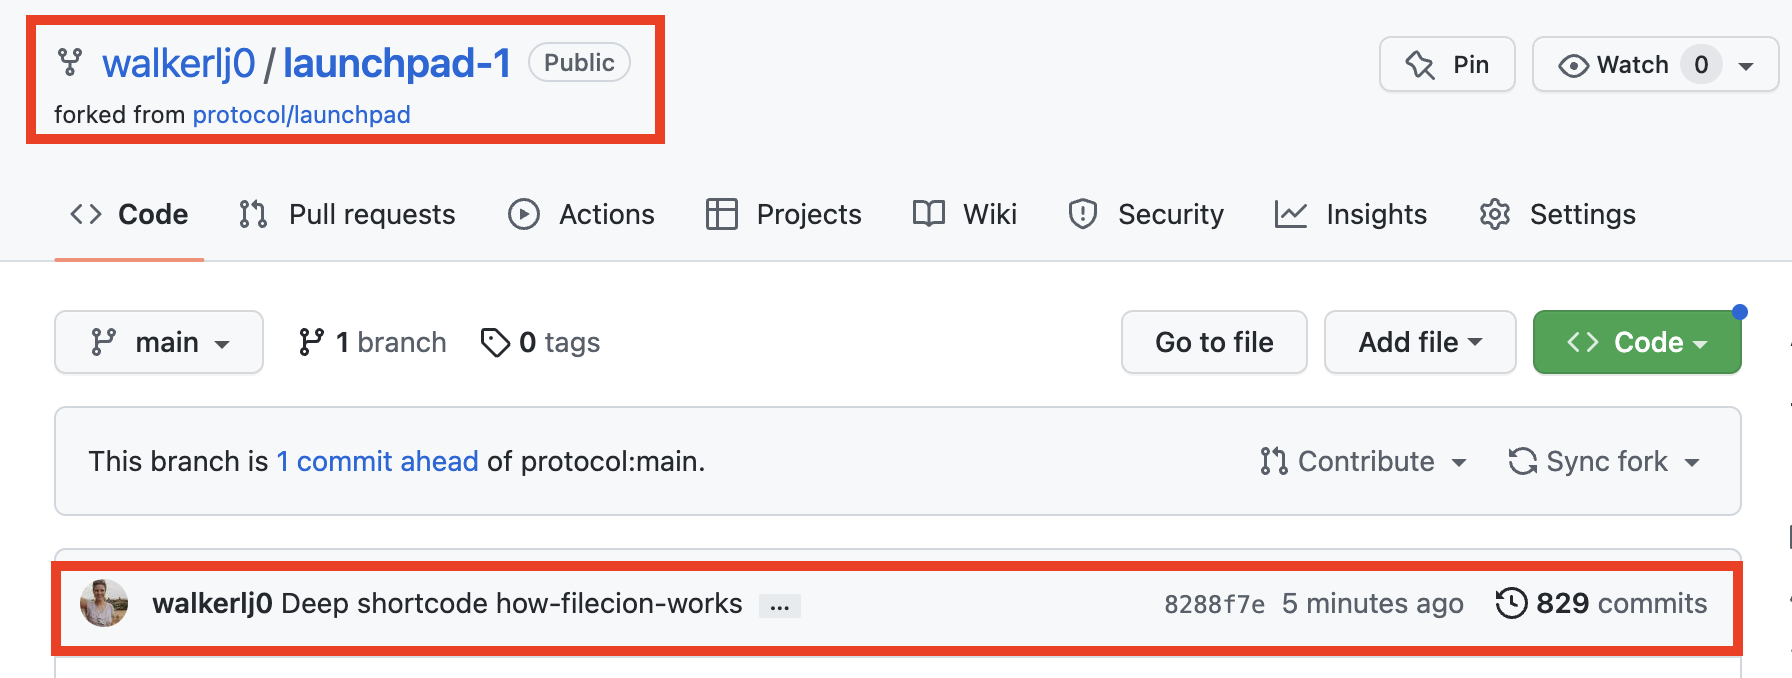 walkerlj0 / launchpad-1 Public
Pin
Watch 0
forked from protocol/launchpad
Code Pull requests Actions Projects Wiki Security Insights Settings
main 1 branch 0 tags Go to file Add file Code
This branch is 1 commit ahead of protocol:main. Contribute Sync fork
walkerlj0 Deep shortcode how-filecion-works ... 8288f7e 5 minutes ago 829 commits